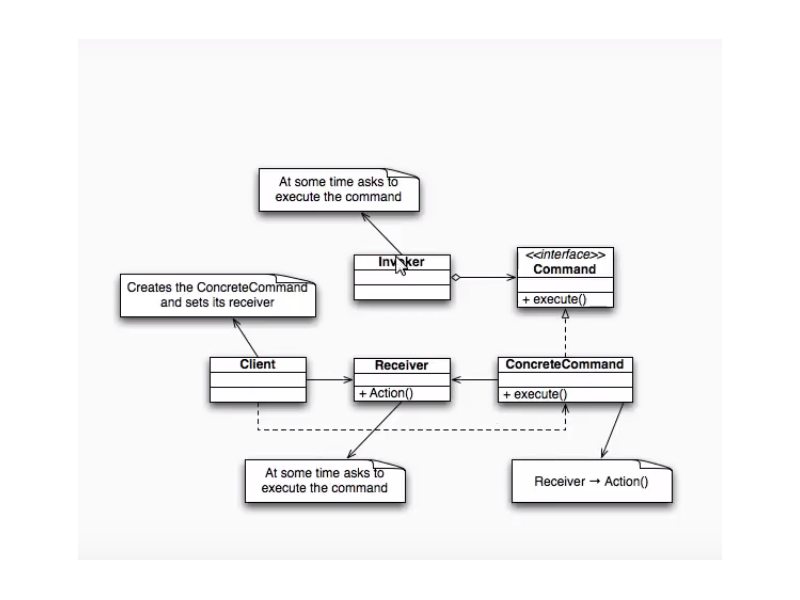 At some time asks to
execute the command
Invoker
<<interface>>
Command
+ execute()
Creates the ConcreteCommand
and sets its receiver
Client
Receiver
+ Action()
ConcreteCommand
+ execute()
At some time asks to
execute the command
Receiver → Action()